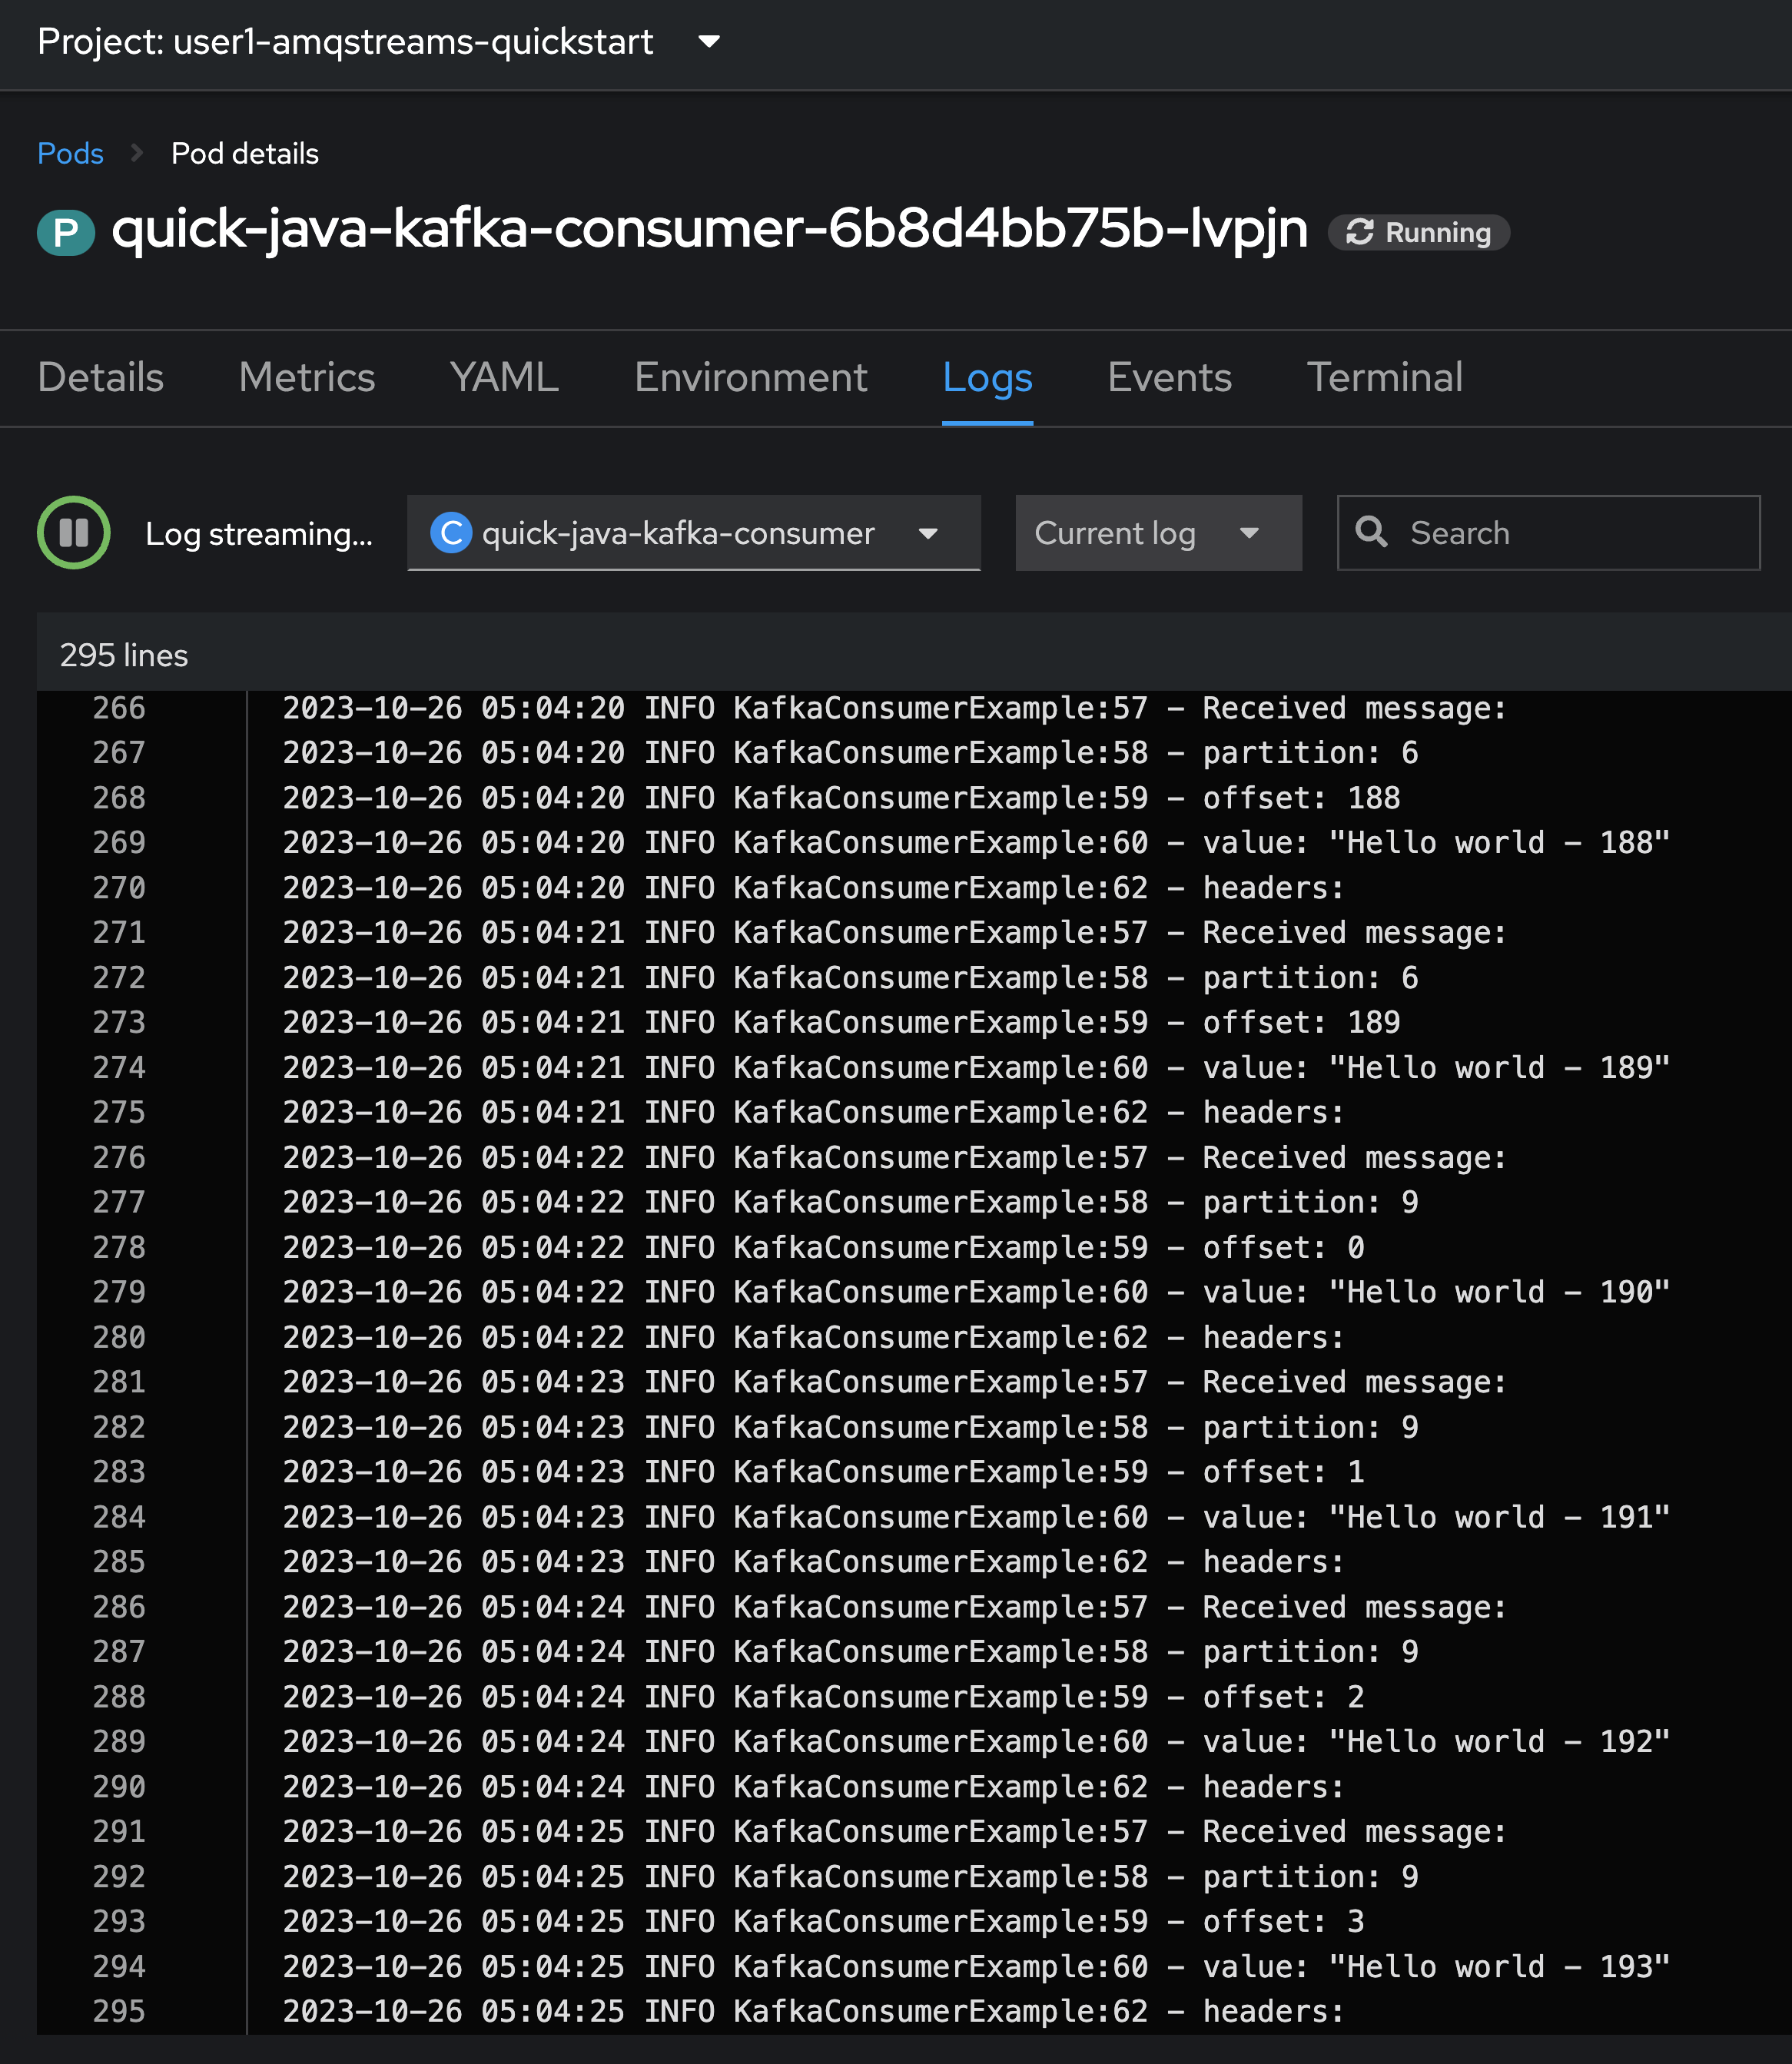 Project: user1-amqstreams-quickstart
Pods Pod details
P quick-java-kafka-consumer-6b8d4bb75b-lvpjn Running
Details Metrics YAML Environment Logs Events Terminal
Log streaming... C quick-java-kafka-consumer Current log Search
295 lines
266 2023-10-26 05:04:20 INFO KafkaConsumerExample:57 - Received message:
267 2023-10-26 05:04:20 INFO KafkaConsumerExample:58 - partition: 6
268 2023-10-26 05:04:20 INFO KafkaConsumerExample:59 - offset: 188
269 2023-10-26 05:04:20 INFO KafkaConsumerExample:60 - value: "Hello world - 188"
270 2023-10-26 05:04:20 INFO KafkaConsumerExample:62 - headers:
271 2023-10-26 05:04:21 INFO KafkaConsumerExample:57 - Received message:
272 2023-10-26 05:04:21 INFO KafkaConsumerExample:58 - partition: 6
273 2023-10-26 05:04:21 INFO KafkaConsumerExample:59 - offset: 189
274 2023-10-26 05:04:21 INFO KafkaConsumerExample:60 - value: "Hello world - 189"
275 2023-10-26 05:04:21 INFO KafkaConsumerExample:62 - headers:
276 2023-10-26 05:04:22 INFO KafkaConsumerExample:57 - Received message:
277 2023-10-26 05:04:22 INFO KafkaConsumerExample:58 - partition: 9
278 2023-10-26 05:04:22 INFO KafkaConsumerExample:59 - offset: 0
279 2023-10-26 05:04:22 INFO KafkaConsumerExample:60 - value: "Hello world - 190"
280 2023-10-26 05:04:22 INFO KafkaConsumerExample:62 - headers:
281 2023-10-26 05:04:23 INFO KafkaConsumerExample:57 - Received message:
282 2023-10-26 05:04:23 INFO KafkaConsumerExample:58 - partition: 9
283 2023-10-26 05:04:23 INFO KafkaConsumerExample:59 - offset: 1
284 2023-10-26 05:04:23 INFO KafkaConsumerExample:60 - value: "Hello world - 191"
285 2023-10-26 05:04:23 INFO KafkaConsumerExample:62 - headers:
286 2023-10-26 05:04:24 INFO KafkaConsumerExample:57 - Received message:
287 2023-10-26 05:04:24 INFO KafkaConsumerExample:58 - partition: 9
288 2023-10-26 05:04:24 INFO KafkaConsumerExample:59 - offset: 2
289 2023-10-26 05:04:24 INFO KafkaConsumerExample:60 - value: "Hello world - 192"
290 2023-10-26 05:04:24 INFO KafkaConsumerExample:62 - headers:
291 2023-10-26 05:04:25 INFO KafkaConsumerExample:57 - Received message:
292 2023-10-26 05:04:25 INFO KafkaConsumerExample:58 - partition: 9
293 2023-10-26 05:04:25 INFO KafkaConsumerExample:59 - offset: 3
294 2023-10-26 05:04:25 INFO KafkaConsumerExample:60 - value: "Hello world - 193"
295 2023-10-26 05:04:25 INFO KafkaConsumerExample:62 - headers: